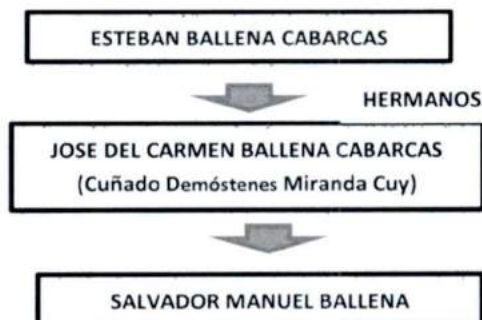 ESTEBAN BALLENA CABARCAS
HERMANOS
JOSE DEL CARMEN BALLENA CABARCAS
(Cuñado Demóstenes Miranda Cuy)
SALVADOR MANUEL BALLENA